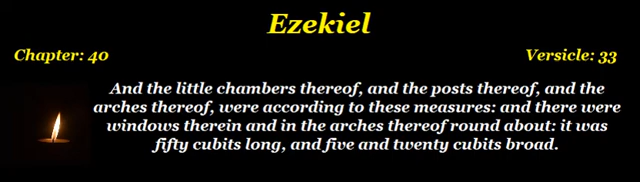 Ezekiel
Chapter: 40
Versicle: 33
And the little chambers thereof, and the posts thereof, and the
arches thereof, were according to these measures: and there were
windows therein and in the arches thereof round about: it was
fifty cubits long, and five and twenty cubits broad.